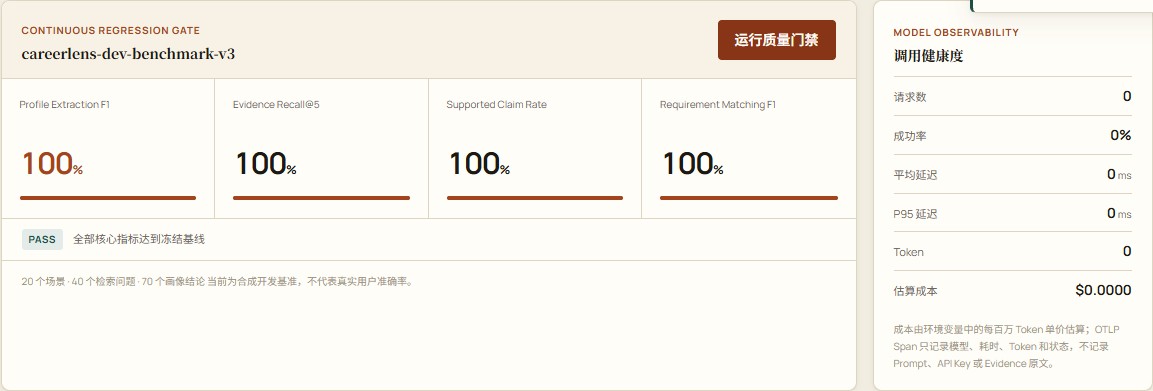 CONTINUOUS REGRESSION GATE
careerlens-dev-benchmark-v3
运行质量门禁
Profile Extraction F1
100%
Evidence Recall@5
100%
Supported Claim Rate
100%
Requirement Matching F1
100%
PASS 全部核心指标达到冻结基线
20 个场景 · 40 个检索问题 · 70 个画像结论 当前为合成开发基准，不代表真实用户准确率。
MODEL OBSERVABILITY
调用健康度
请求数 0
成功率 0%
平均延迟 0 ms
P95 延迟 0 ms
Token 0
估算成本 $0.0000
成本由环境变量中的每百万 Token 单价估算；OTLP
Span 只记录模型、耗时、Token 和状态，不记录
Prompt、API Key 或 Evidence 原文。